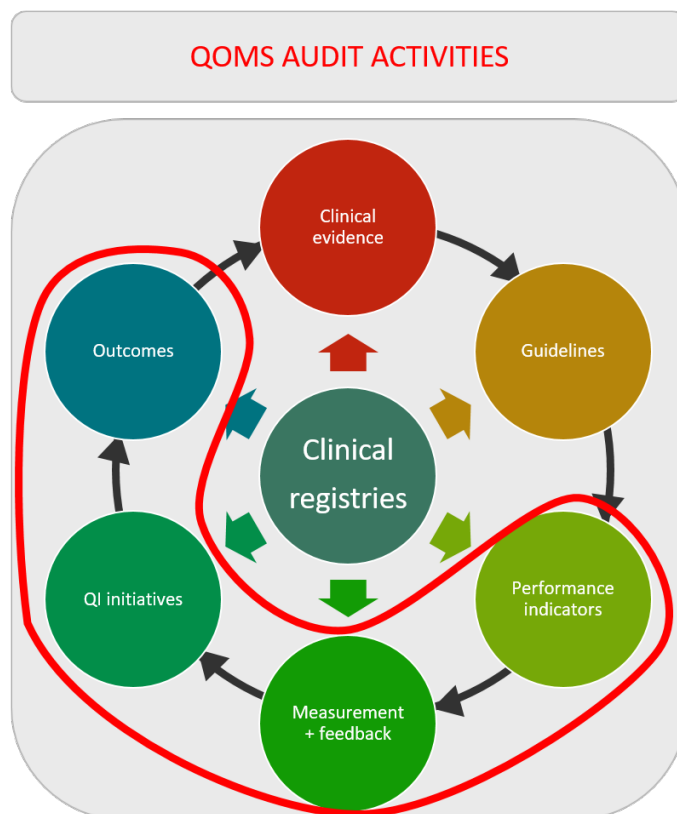 QOMS AUDIT ACTIVITIES
Clinical
evidence
Outcomes
Guidelines
Clinical
registries
QI initiatives
Performance
indicators
Measurement
+ feedback